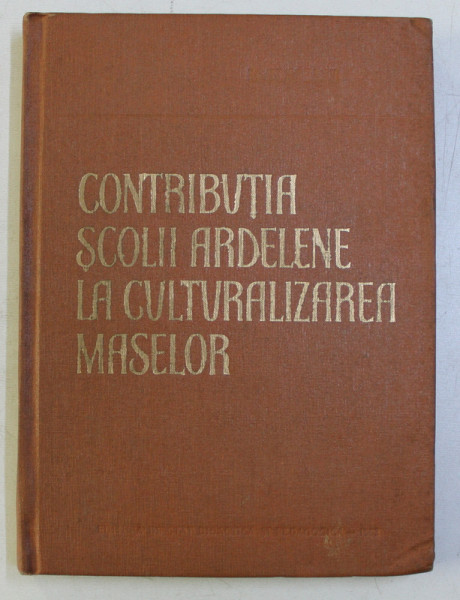 CONTRIBUȚIA
ȘCOLII ARDELENE
LA CULTURALIZAREA
MASELOR